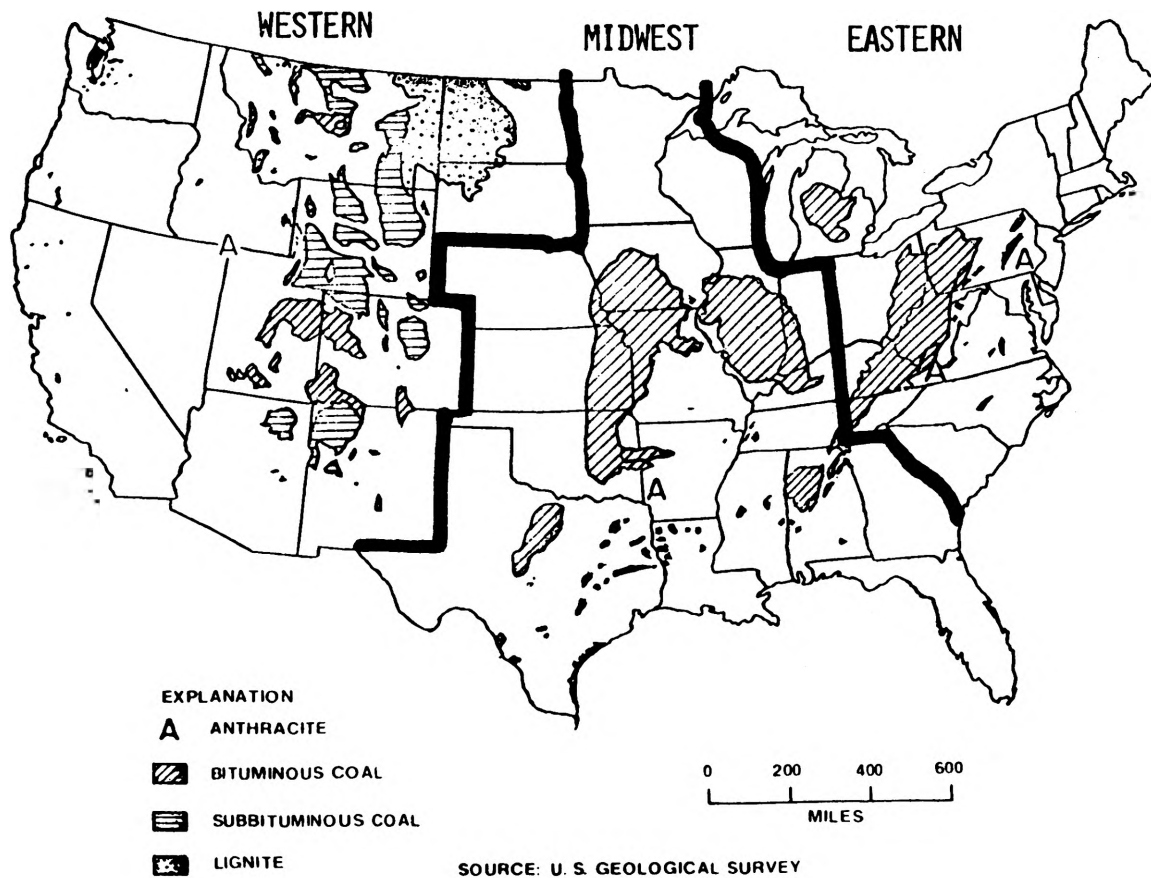 WESTERN
MIDWEST
EASTERN
A
A
A
A
EXPLANATION
A ANTHRACITE
BITUMINOUS COAL
SUBBITUMINOUS COAL
LIGNITE
0 200 400 600
MILES
SOURCE: U. S. GEOLOGICAL SURVEY